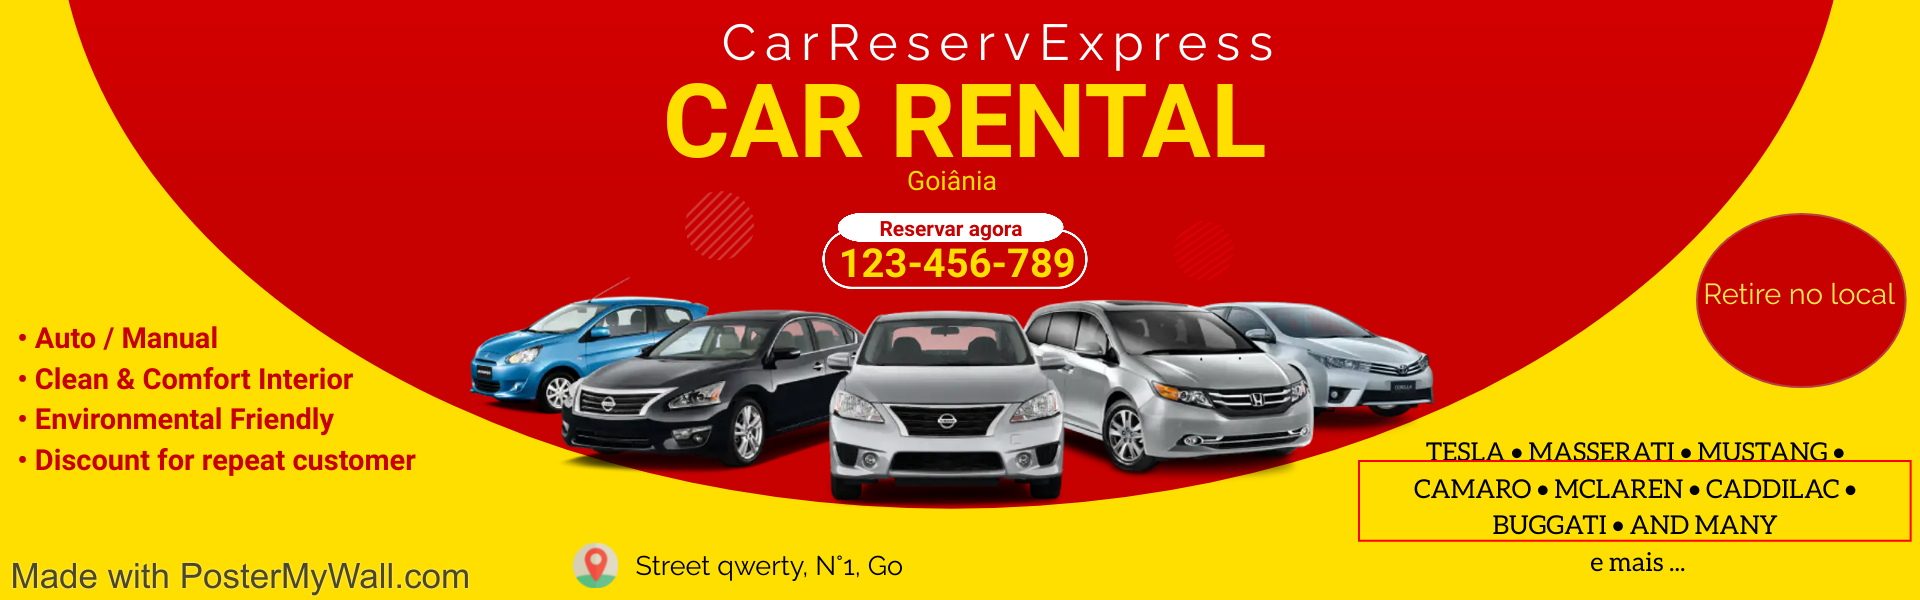 CarReservExpress
CAR RENTAL
Goiânia
Reservar agora
123-456-789
Retire no local
• Auto / Manual
• Clean & Comfort Interior
• Environmental Friendly
• Discount for repeat customer
TESLA • MASSERATI • MUSTANG •
CAMARO • MCLAREN • CADDILAC •
BUGGATI • AND MANY
e mais ...
Street qwerty, N°1, Go
Made with PosterMyWall.com